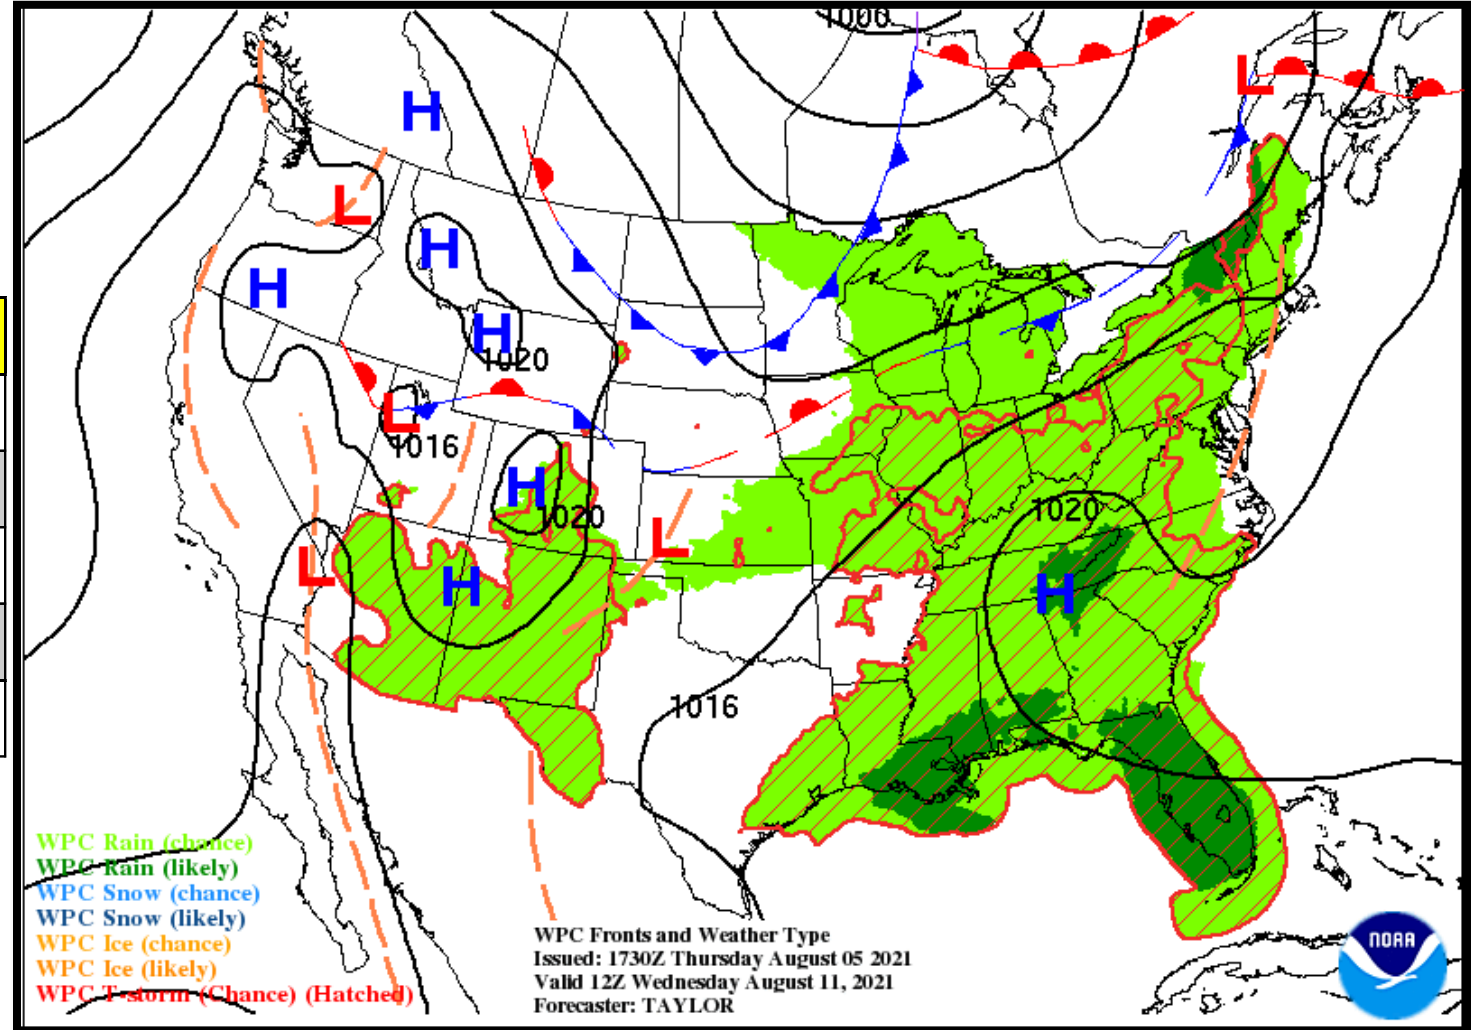 1000
L
H
L
H
H
H
1020
L
1016
H
1020
L
1020
L
H
H
1016
WPC Rain (chance)
WPC Rain (likely)
WPC Snow (chance)
WPC Snow (likely)
WPC Ice (chance)
WPC Ice (likely)
WPC T-storm (Chance) (Hatched)
WPC Fronts and Weather Type
Issued: 1730Z Thursday August 05 2021
Valid 12Z Wednesday August 11, 2021
Forecaster: TAYLOR
NOAA